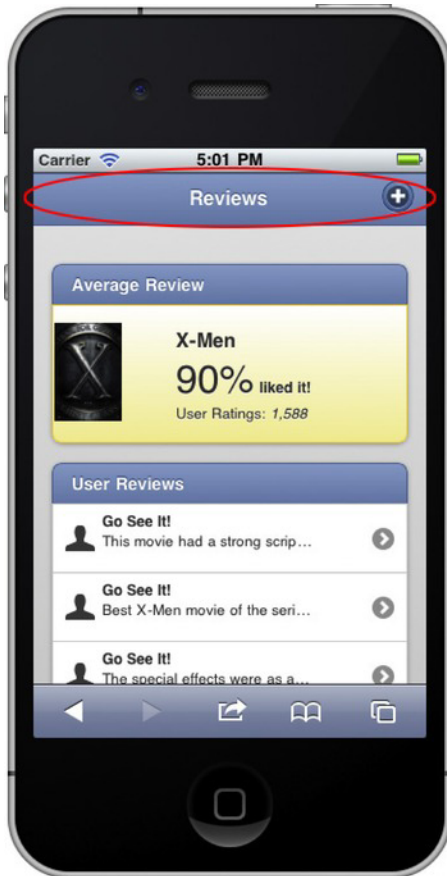 Carrier 5:01 PM
Reviews
Average Review
X-Men
90% liked it!
User Ratings: 1,588
User Reviews
Go See It!
This movie had a strong scrip...
Go See It!
Best X-Men movie of the seri...
Go See It!
The special effects were as a...